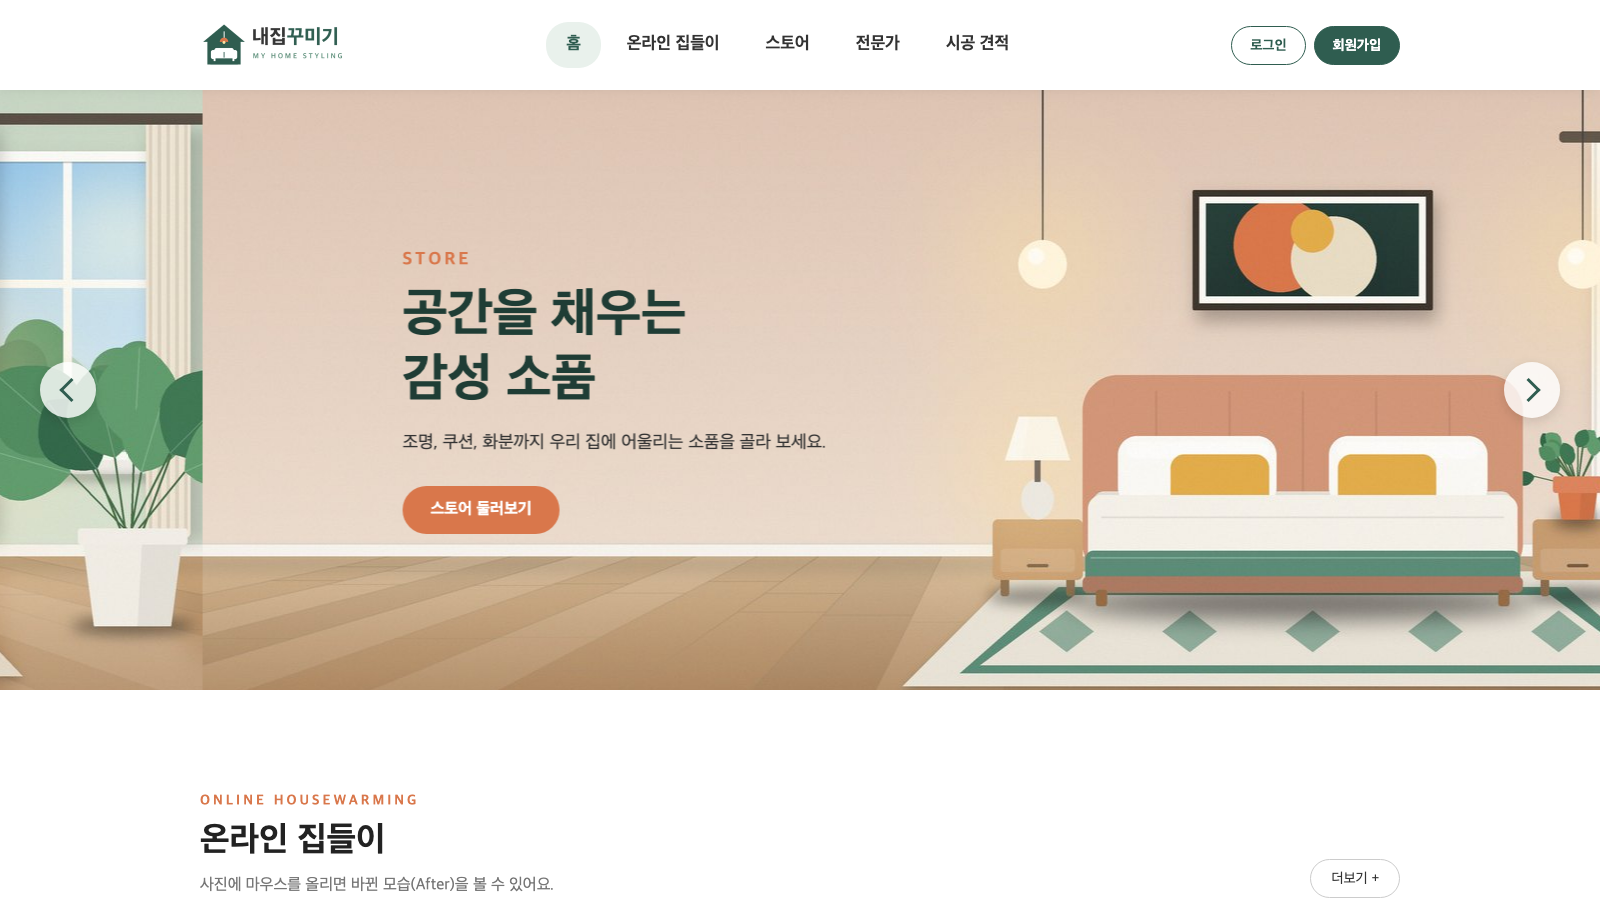 내집꾸미기
MY HOME STYLING
홈
온라인 집들이
스토어
전문가
시공 견적
로그인
회원가입
STORE
공간을 채우는
감성 소품
조명, 쿠션, 화분까지 우리 집에 어울리는 소품을 골라 보세요.
스토어 둘러보기
ONLINE HOUSEWARMING
온라인 집들이
사진에 마우스를 올리면 바뀐 모습(After)을 볼 수 있어요.
더보기 +